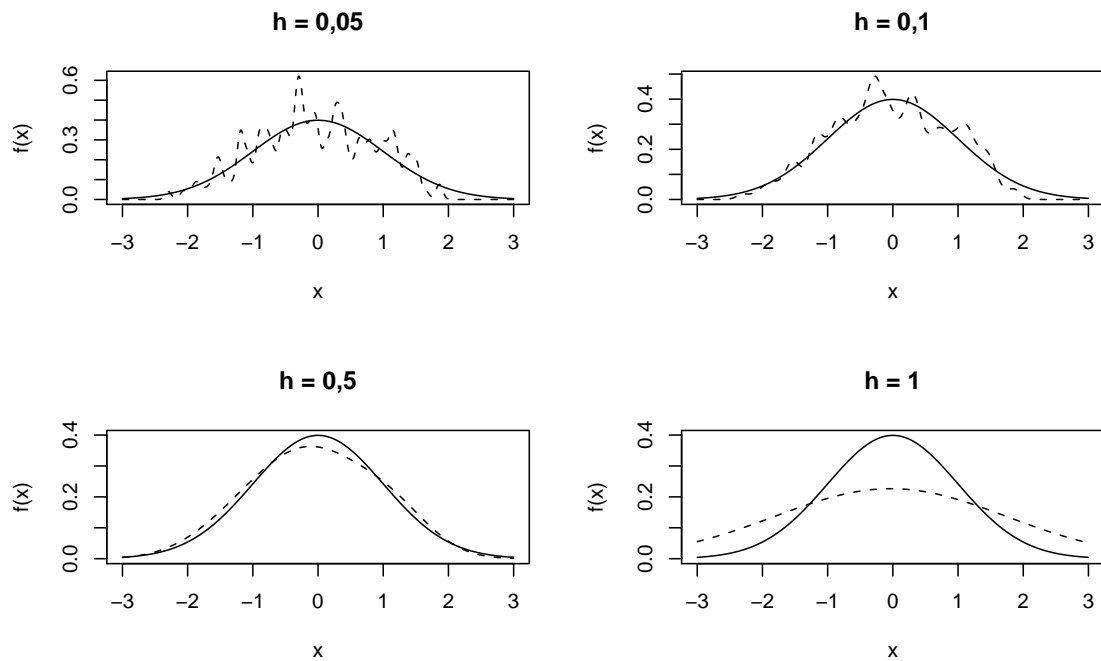 h = 0,05
f(x)
0.0 0.3 0.6
−3 −2 −1 0 1 2 3
x
h = 0,1
f(x)
0.0 0.2 0.4
−3 −2 −1 0 1 2 3
x
h = 0,5
f(x)
0.0 0.2 0.4
−3 −2 −1 0 1 2 3
x
h = 1
f(x)
0.0 0.2 0.4
−3 −2 −1 0 1 2 3
x